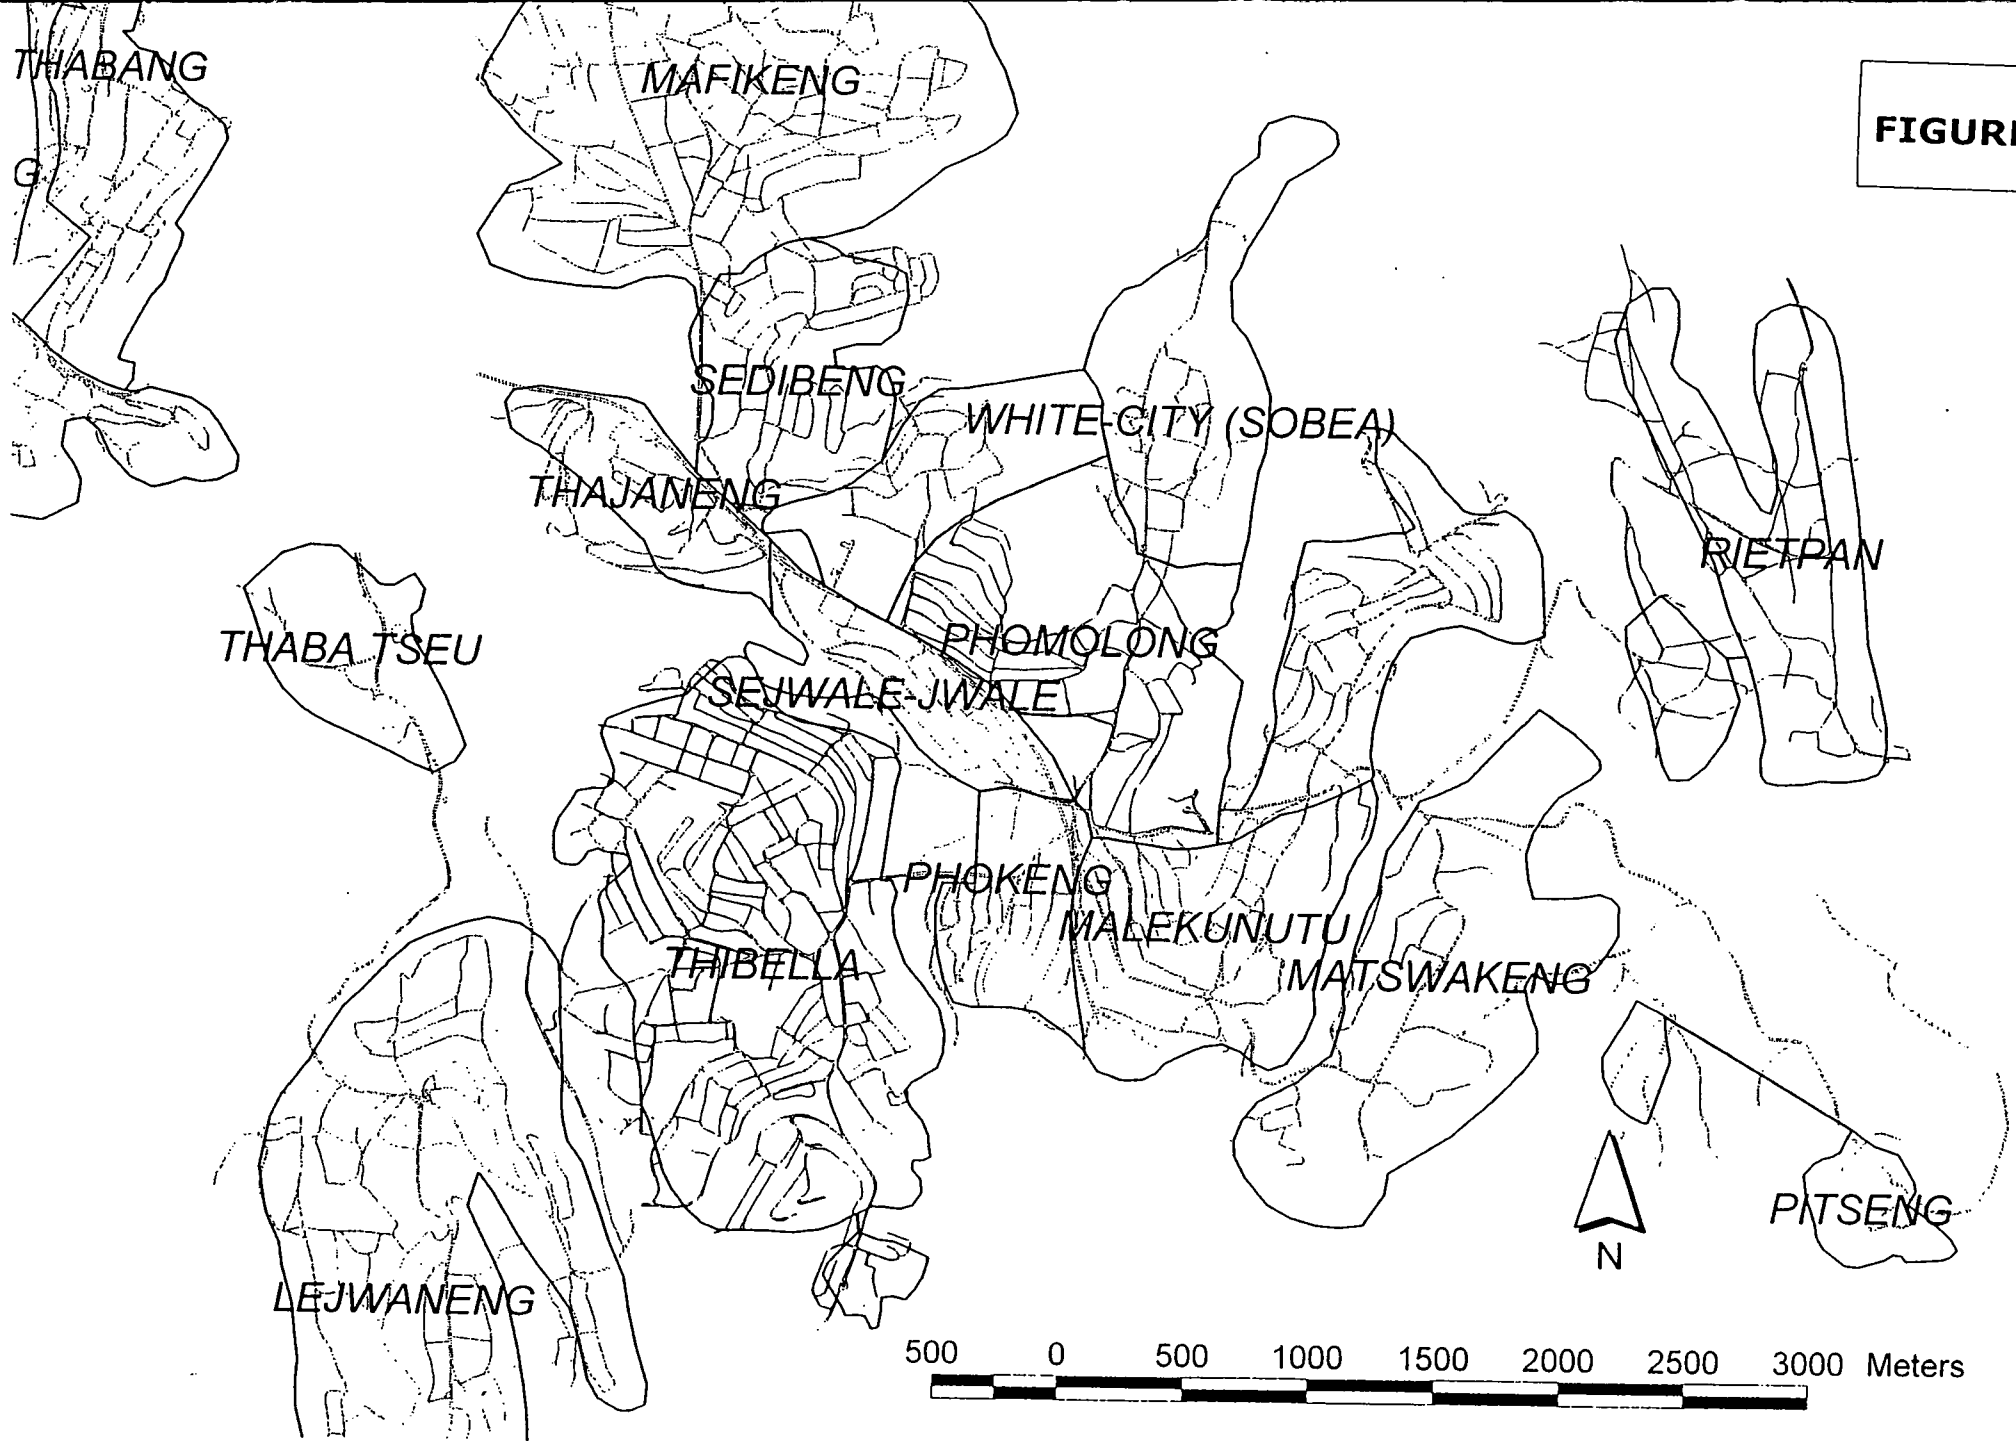 THABANG
MAFIKENG
FIGURE
G
SEDIBENG
WHITE-CITY (SOBEA)
THAJANENG
RIETPAN
THABA TSEU
PHOMOLONG
SEJWALE-JWALE
PHOKENG
MALEKUNUTU
THIBELLA
MATSWAKENG
PITSENG
N
LEJWANENG
500 0 500 1000 1500 2000 2500 3000 Meters